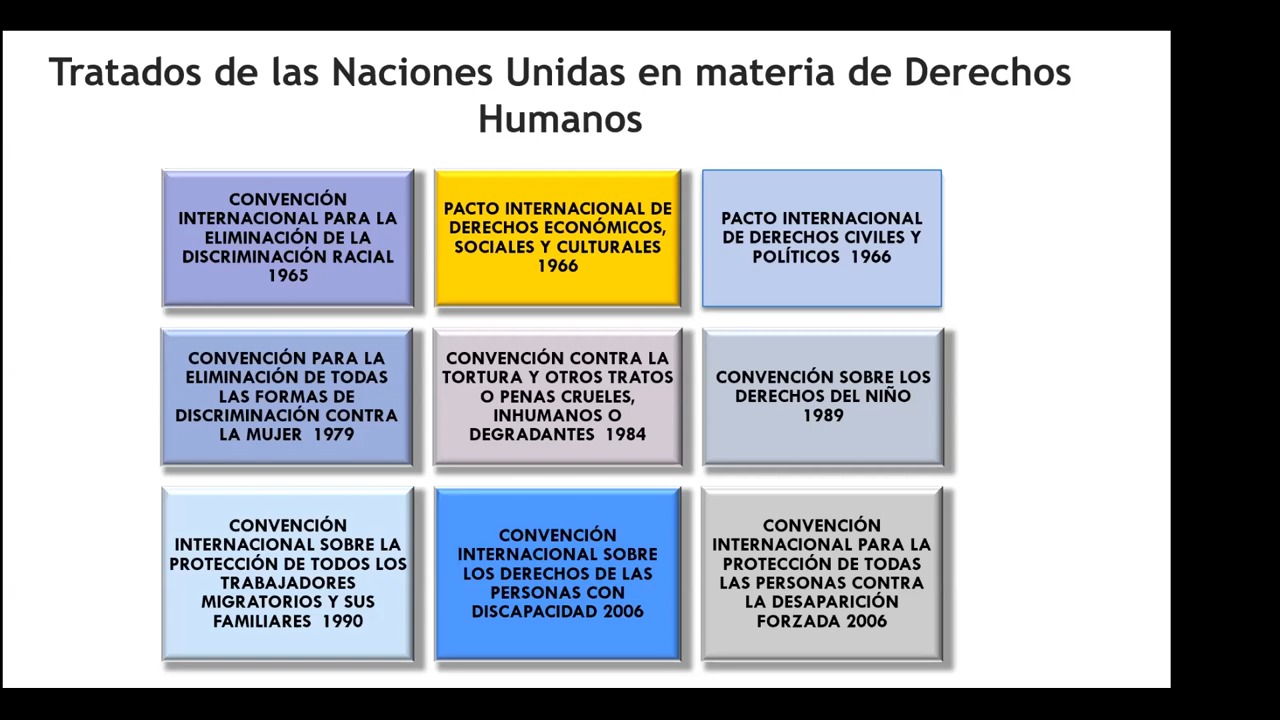 Tratados de las Naciones Unidas en materia de Derechos
Humanos
CONVENCIÓN
INTERNACIONAL PARA LA
ELIMINACIÓN DE LA
DISCRIMINACIÓN RACIAL
1965
PACTO INTERNACIONAL DE
DERECHOS ECONÓMICOS,
SOCIALES Y CULTURALES
1966
PACTO INTERNACIONAL
DE DERECHOS CIVILES Y
POLÍTICOS 1966
CONVENCIÓN PARA LA
ELIMINACIÓN DE TODAS
LAS FORMAS DE
DISCRIMINACIÓN CONTRA
LA MUJER 1979
CONVENCIÓN CONTRA LA
TORTURA Y OTROS TRATOS
O PENAS CRUELES,
INHUMANOS O
DEGRADANTES 1984
CONVENCIÓN SOBRE LOS
DERECHOS DEL NIÑO
1989
CONVENCIÓN
INTERNACIONAL SOBRE LA
PROTECCIÓN DE TODOS LOS
TRABAJADORES
MIGRATORIOS Y SUS
FAMILIARES 1990
CONVENCIÓN
INTERNACIONAL SOBRE
LOS DERECHOS DE LAS
PERSONAS CON
DISCAPACIDAD 2006
CONVENCIÓN
INTERNACIONAL PARA LA
PROTECCIÓN DE TODAS
LAS PERSONAS CONTRA
LA DESAPARICIÓN
FORZADA 2006